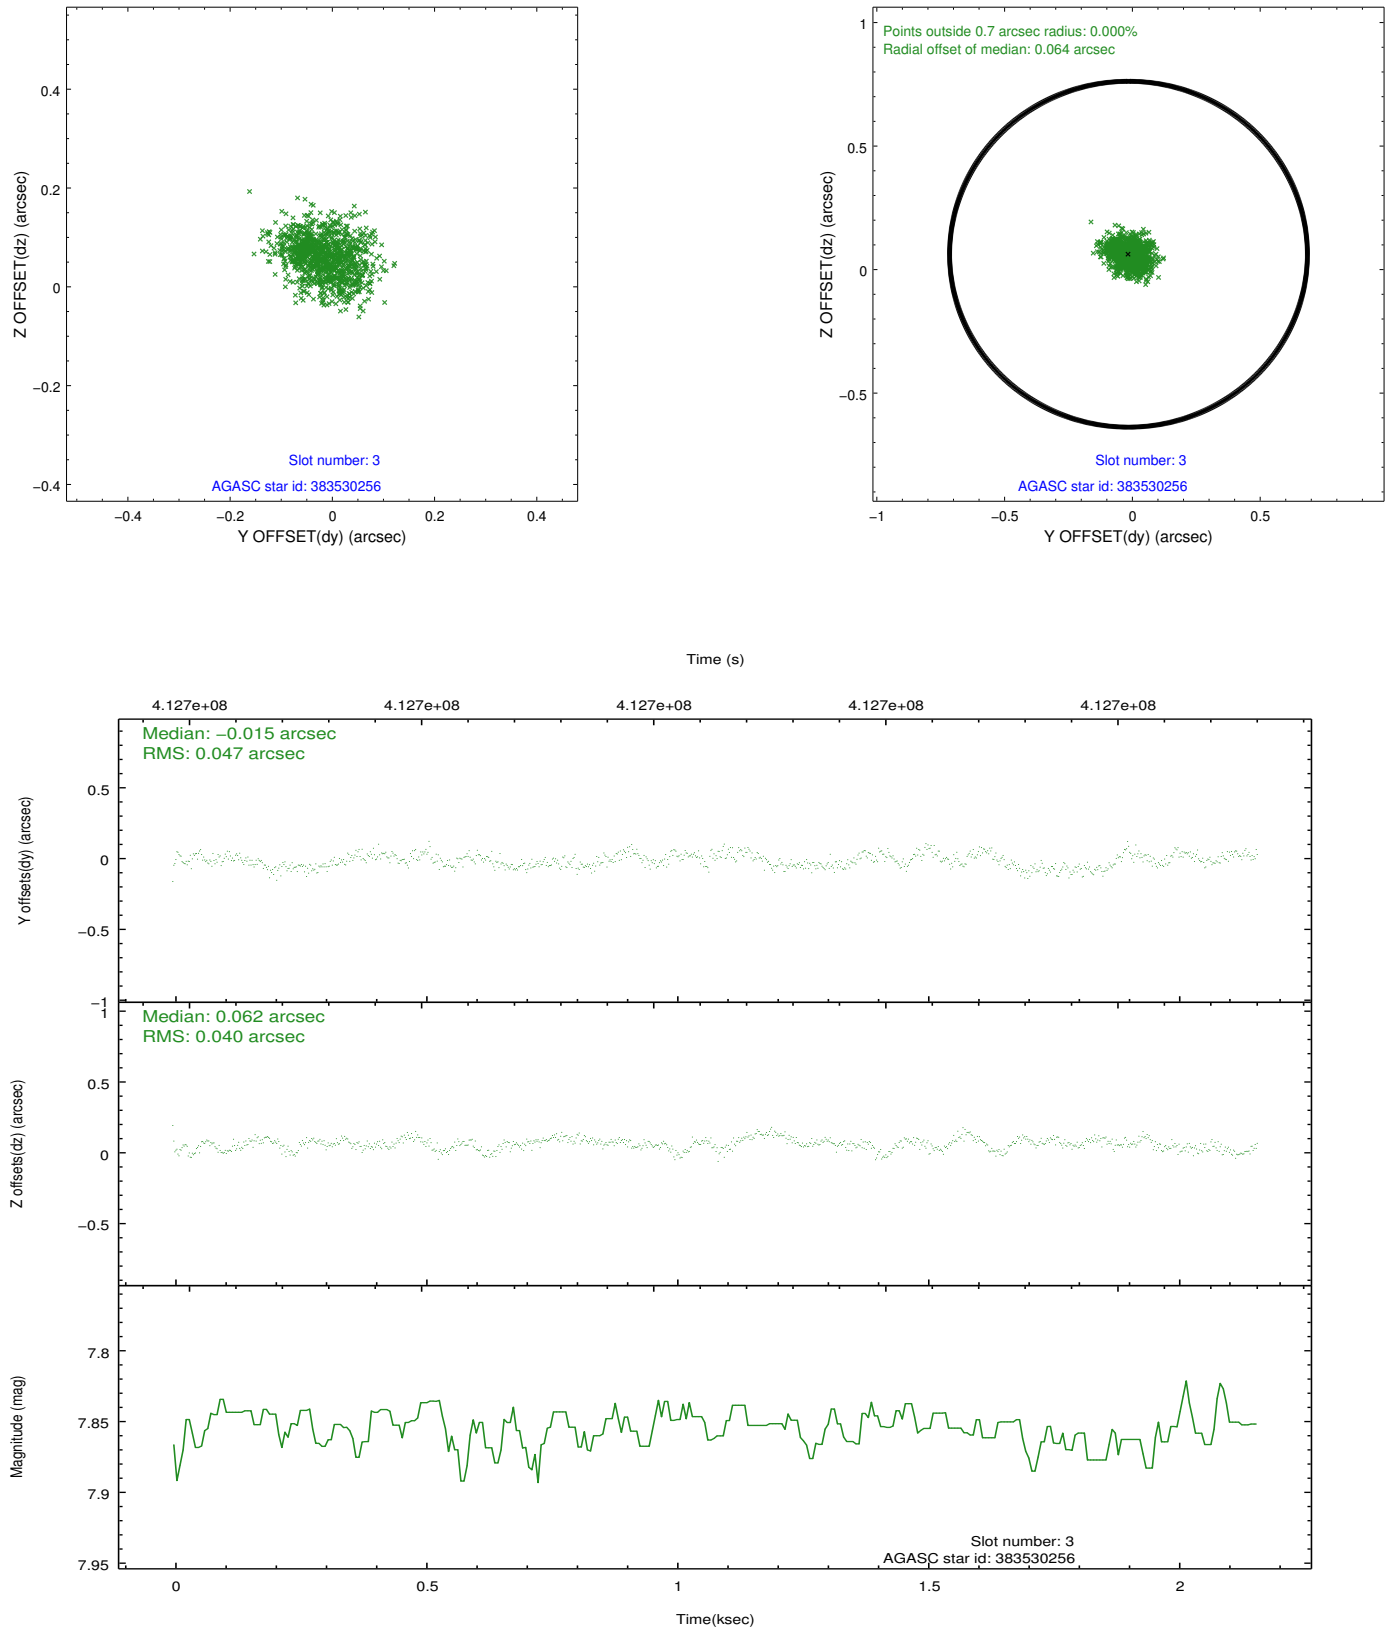 0.4
0.2
0
−0.2
−0.4
Z OFFSET(dz) (arcsec)
Slot number: 3
AGASC star id: 383530256
−0.4 −0.2 0 0.2 0.4
Y OFFSET(dy) (arcsec)
Points outside 0.7 arcsec radius: 0.000%
Radial offset of median: 0.064 arcsec
1
0.5
0
−0.5
Z OFFSET(dz) (arcsec)
Slot number: 3
AGASC star id: 383530256
−1 −0.5 0 0.5
Y OFFSET(dy) (arcsec)
Time (s)
4.127e+08 4.127e+08 4.127e+08 4.127e+08 4.127e+08
Median: −0.015 arcsec
RMS: 0.047 arcsec
0.5
0
−0.5
−1
Y offsets(dy) (arcsec)
Median: 0.062 arcsec
RMS: 0.040 arcsec
1
0.5
0
−0.5
Z offsets(dz) (arcsec)
7.8
7.85
7.9
7.95
Magnitude (mag)
Slot number: 3
AGASC star id: 383530256
0 0.5 1 1.5 2
Time(ksec)